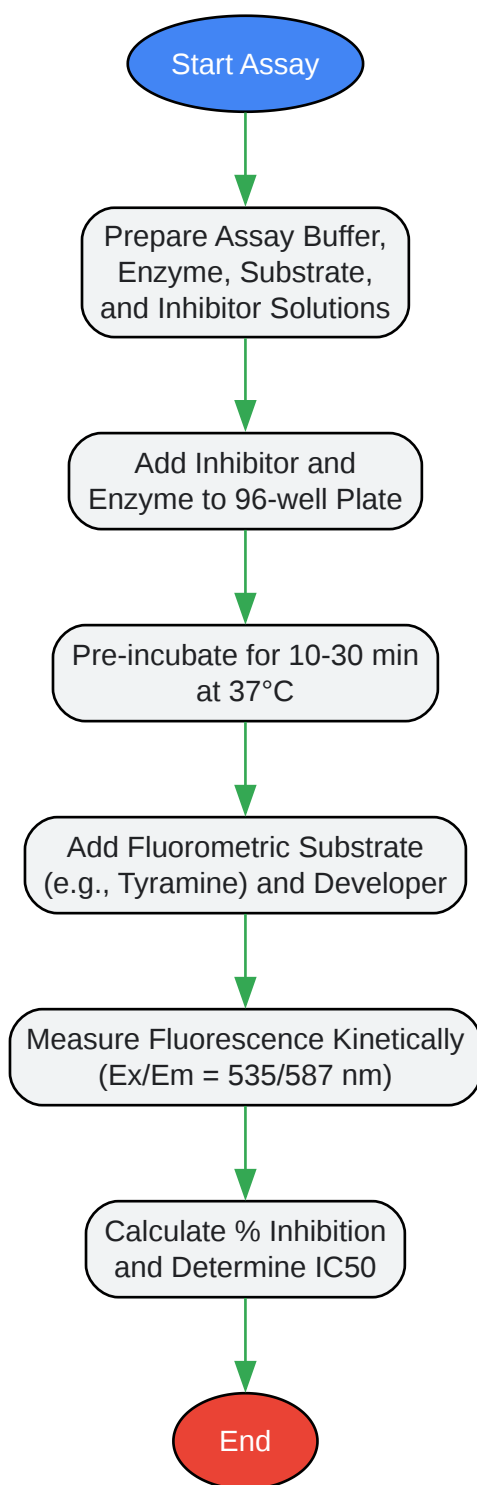 Start Assay
Prepare Assay Buffer,
Enzyme, Substrate,
and Inhibitor Solutions
Add Inhibitor and
Enzyme to 96-well Plate
Pre-incubate for 10-30 min
at 37°C
Add Fluorometric Substrate
(e.g., Tyramine) and Developer
Measure Fluorescence Kinetically
(Ex/Em = 535/587 nm)
Calculate % Inhibition
and Determine IC50
End